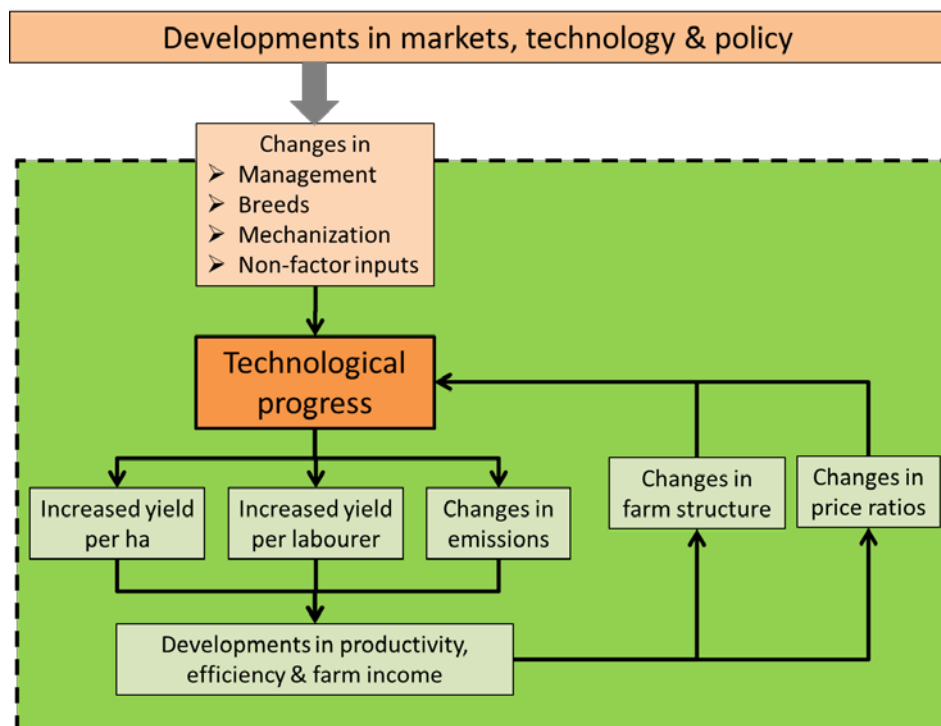 Developments in markets, technology & policy
Changes in
➢ Management
➢ Breeds
➢ Mechanization
➢ Non-factor inputs
Technological
progress
Increased yield
per ha
Increased yield
per labourer
Changes in
emissions
Changes in
farm structure
Changes in
price ratios
Developments in productivity,
efficiency & farm income